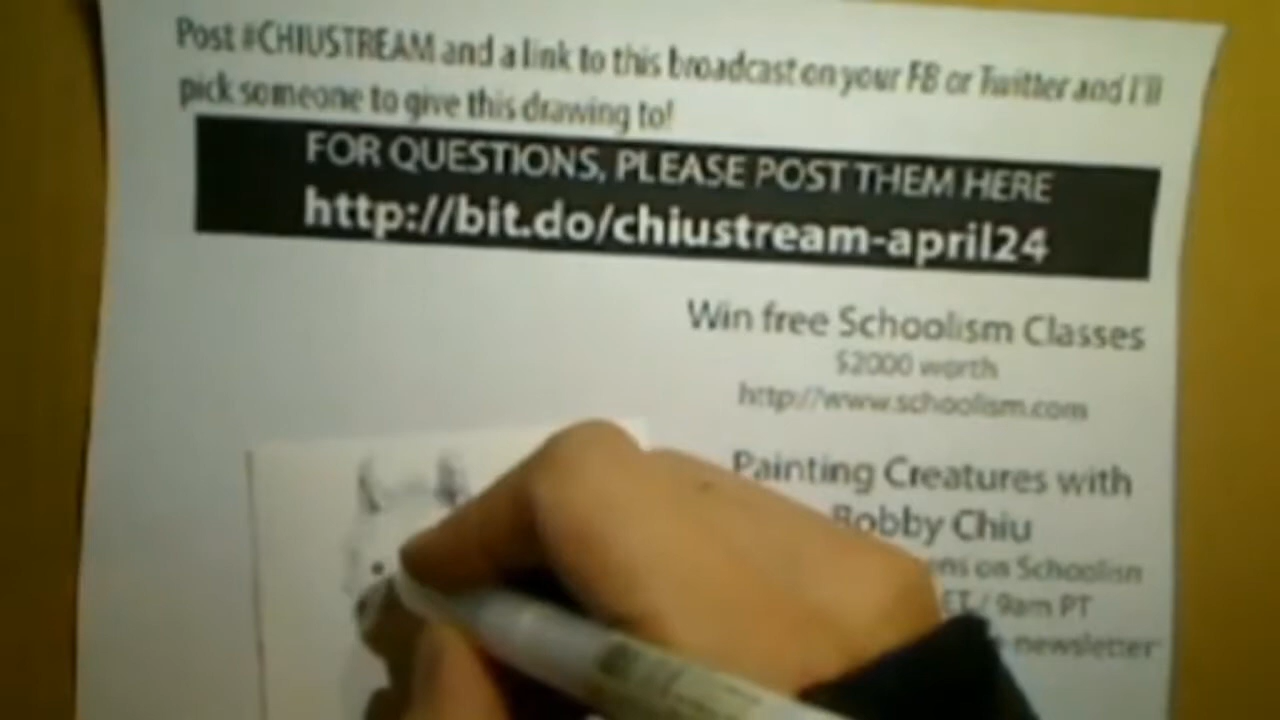 Post #CHIUSTREAM and a link to this broadcast on your FB or Twitter and I'll
pick someone to give this drawing to!
FOR QUESTIONS, PLEASE POST THEM HERE
http://bit.do/chiustream-april24
Win free Schoolism Classes
$2000 worth
http://www.schoolism.com
Painting Creatures with
Bobby Chiu
on Schoolism
/ 9am PT
newsletter